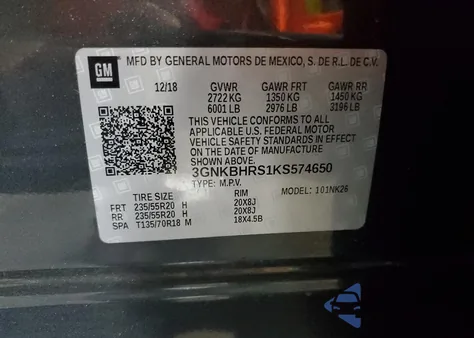 GM
MFD BY GENERAL MOTORS DE MEXICO, S. DE R.L. DE C.V.
12/18 GVWR GAWR FRT GAWR RR
2722 KG 1350 KG 1450 KG
6001 LB 2976 LB 3196 LB
THIS VEHICLE CONFORMS TO ALL
APPLICABLE U.S. FEDERAL MOTOR
VEHICLE SAFETY STANDARDS IN EFFECT
ON THE DATE OF MANUFACTURE SHOWN ABOVE.
3GNKBHRS1KS574650
TYPE: M.P.V. MODEL: 101NK26
TIRE SIZE RIM
FRT 235/55R20 H 20X8J
RR 235/55R20 H 20X8J
SPA T135/70R18 M 18X4.5B